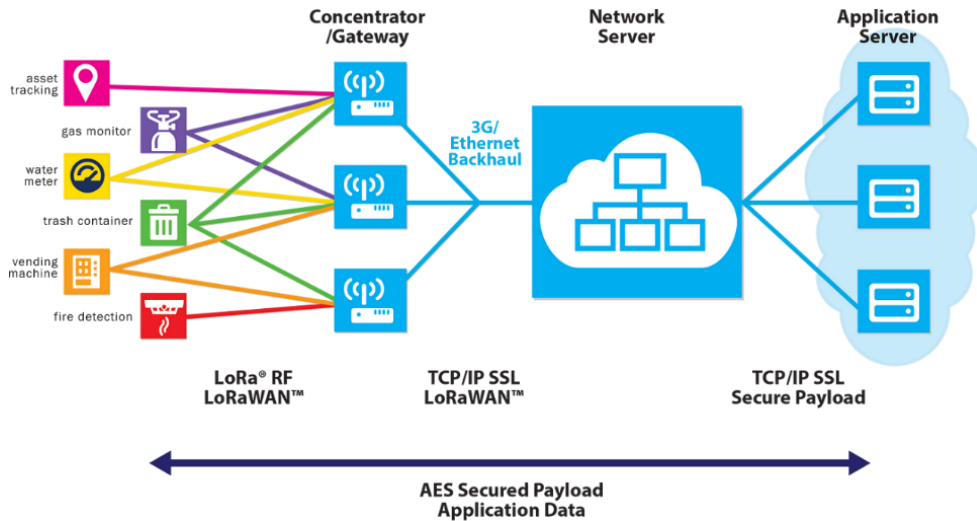 Concentrator
/Gateway
Network
Server
Application
Server
asset
tracking
gas monitor
water
meter
trash container
vending
machine
fire detection
3G/
Ethernet
Backhaul
LoRa® RF
LoRaWAN™
TCP/IP SSL
LoRaWAN™
TCP/IP SSL
Secure Payload
AES Secured Payload
Application Data